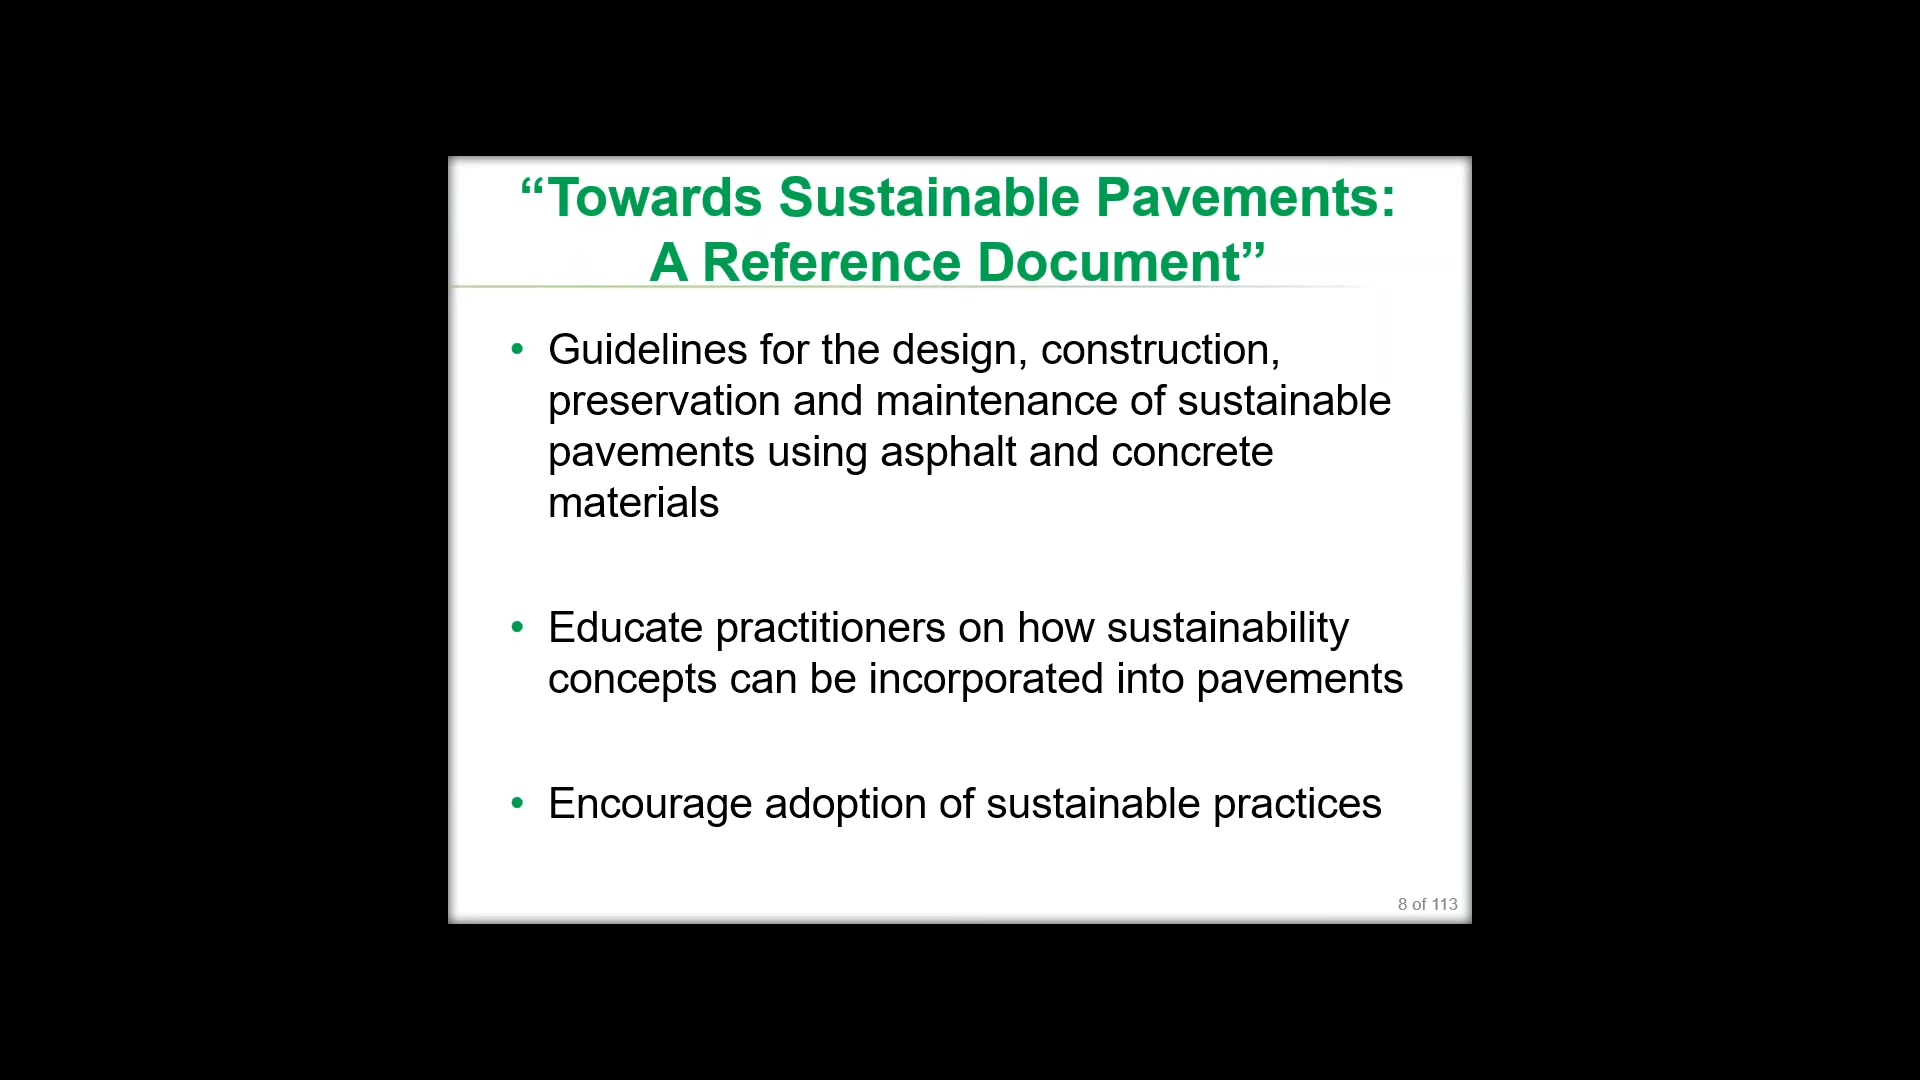 “Towards Sustainable Pavements:
A Reference Document”
• Guidelines for the design, construction,
preservation and maintenance of sustainable
pavements using asphalt and concrete
materials
• Educate practitioners on how sustainability
concepts can be incorporated into pavements
• Encourage adoption of sustainable practices
8 of 113